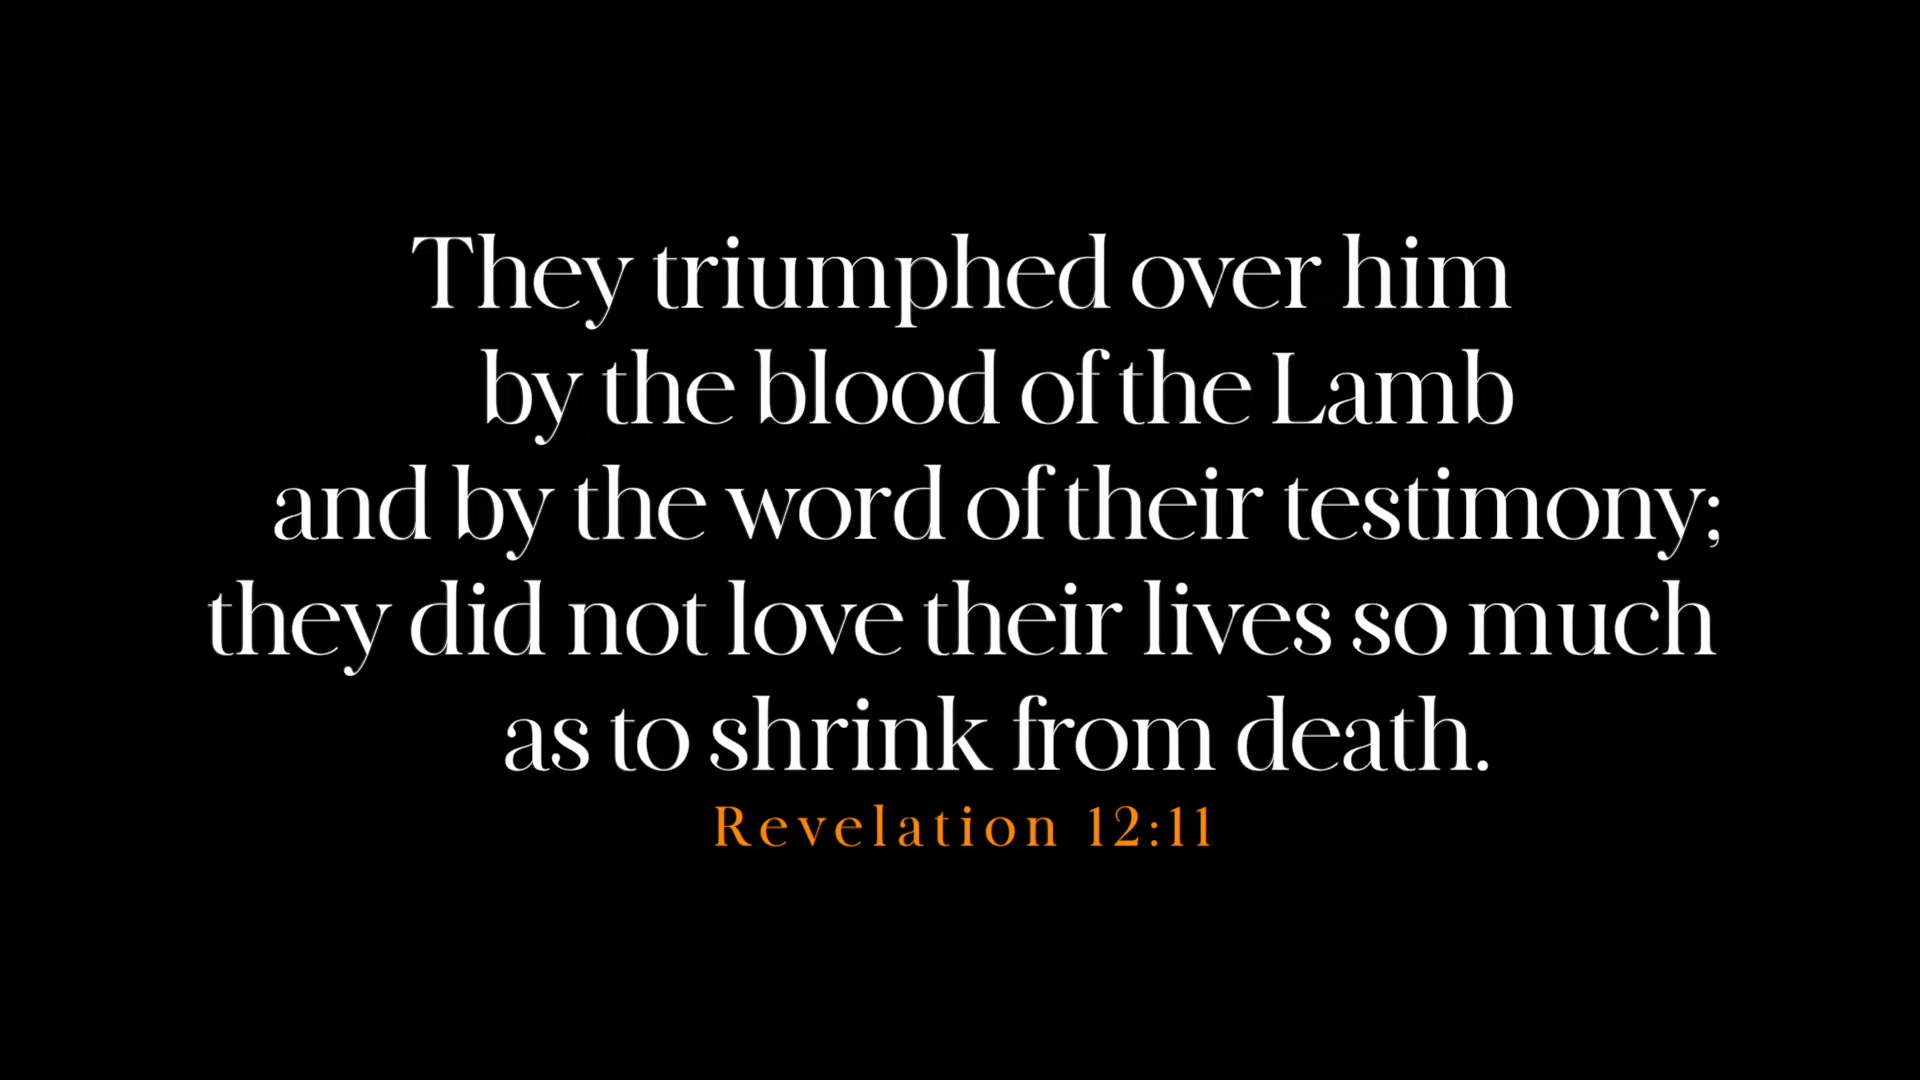 They triumphed over him
by the blood of the Lamb
and by the word of their testimony;
they did not love their lives so much
as to shrink from death.
Revelation 12:11